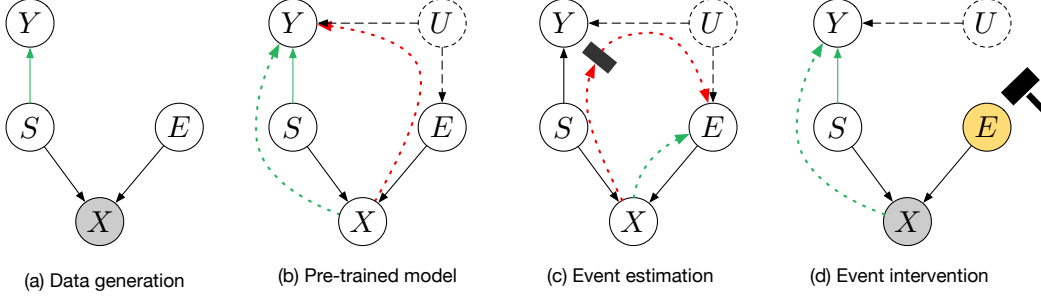 Y
S
E
X
(a) Data generation
Y
U
S
E
X
(b) Pre-trained model
Y
U
S
E
X
(c) Event estimation
Y
U
S
E
X
(d) Event intervention